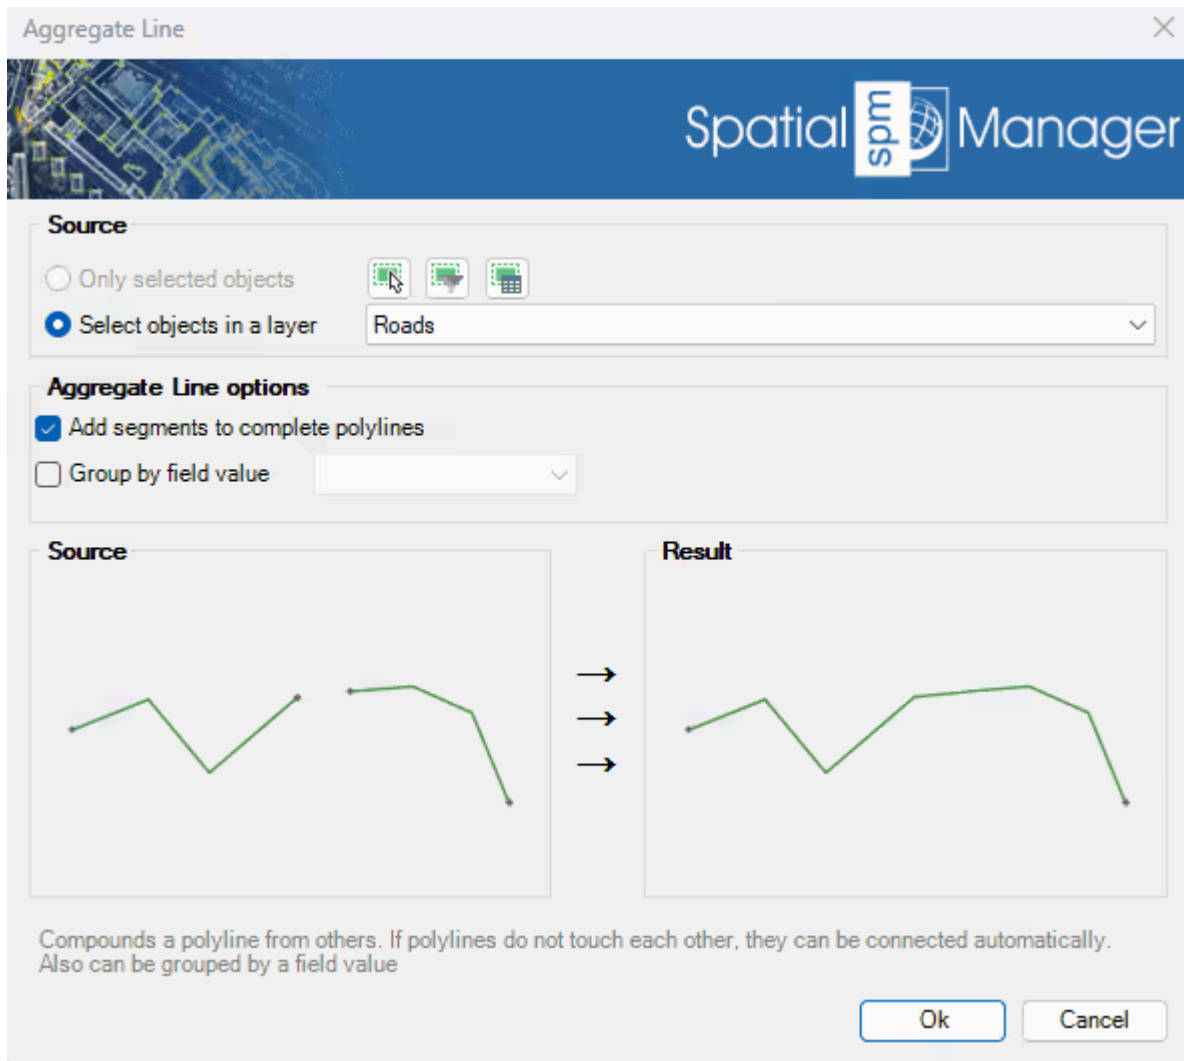 Aggregate Line
Spatial spm Manager
Source
Only selected objects
Select objects in a layer Roads
Aggregate Line options
Add segments to complete polylines
Group by field value
Source Result
Compounds a polyline from others. If polylines do not touch each other, they can be connected automatically.
Also can be grouped by a field value
Ok Cancel